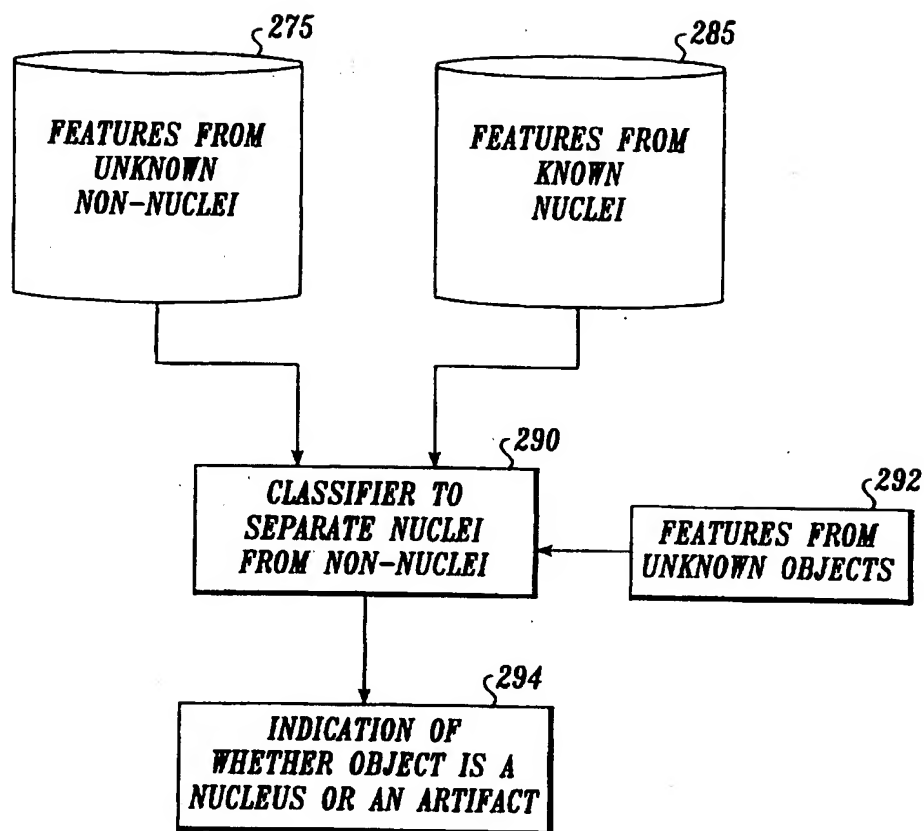 275
FEATURES FROM
UNKNOWN
NON-NUCLEI
285
FEATURES FROM
KNOWN
NUCLEI
290
CLASSIFIER TO
SEPARATE NUCLEI
FROM NON-NUCLEI
292
FEATURES FROM
UNKNOWN OBJECTS
294
INDICATION OF
WHETHER OBJECT IS A
NUCLEUS OR AN ARTIFACT